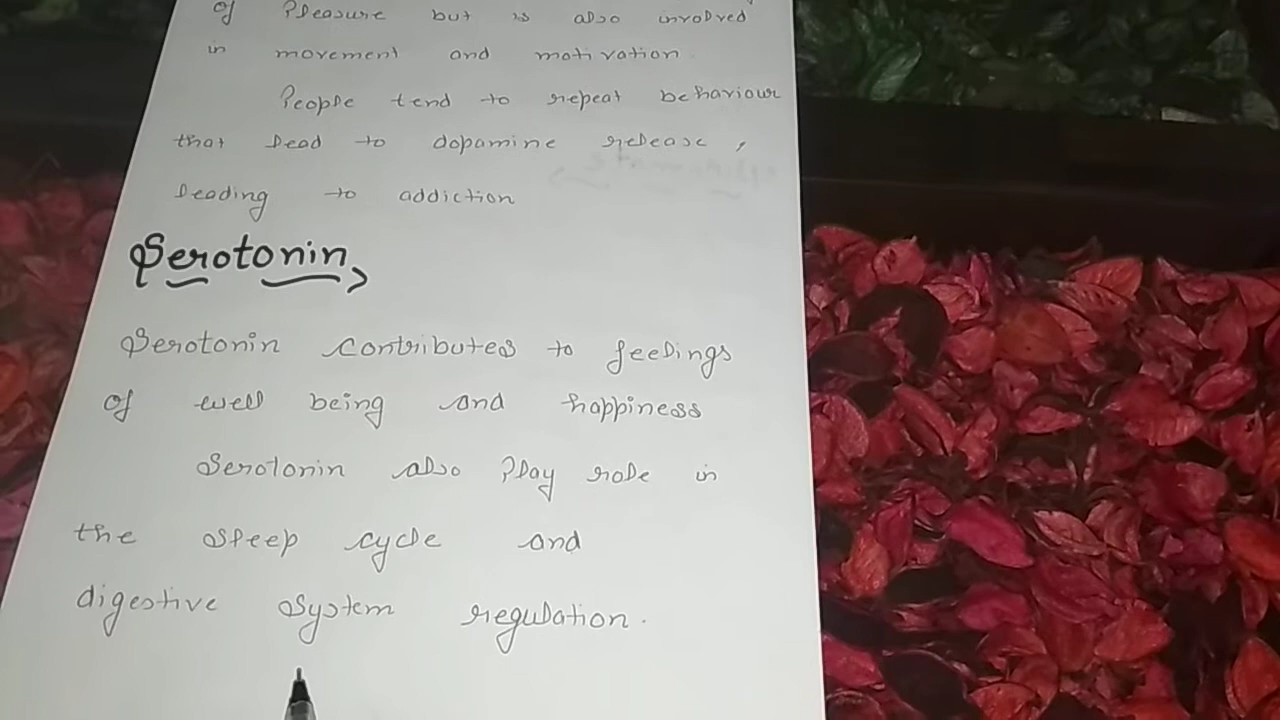 of Pleasure but is also involved
in movement and motivation.
People tend to repeat behaviour
that lead to dopamine release,
leading to addiction
Serotonin
Serotonin contributes to feelings
of well being and happiness
Serotonin also Play role in
the sleep cycle and
digestive system regulation.